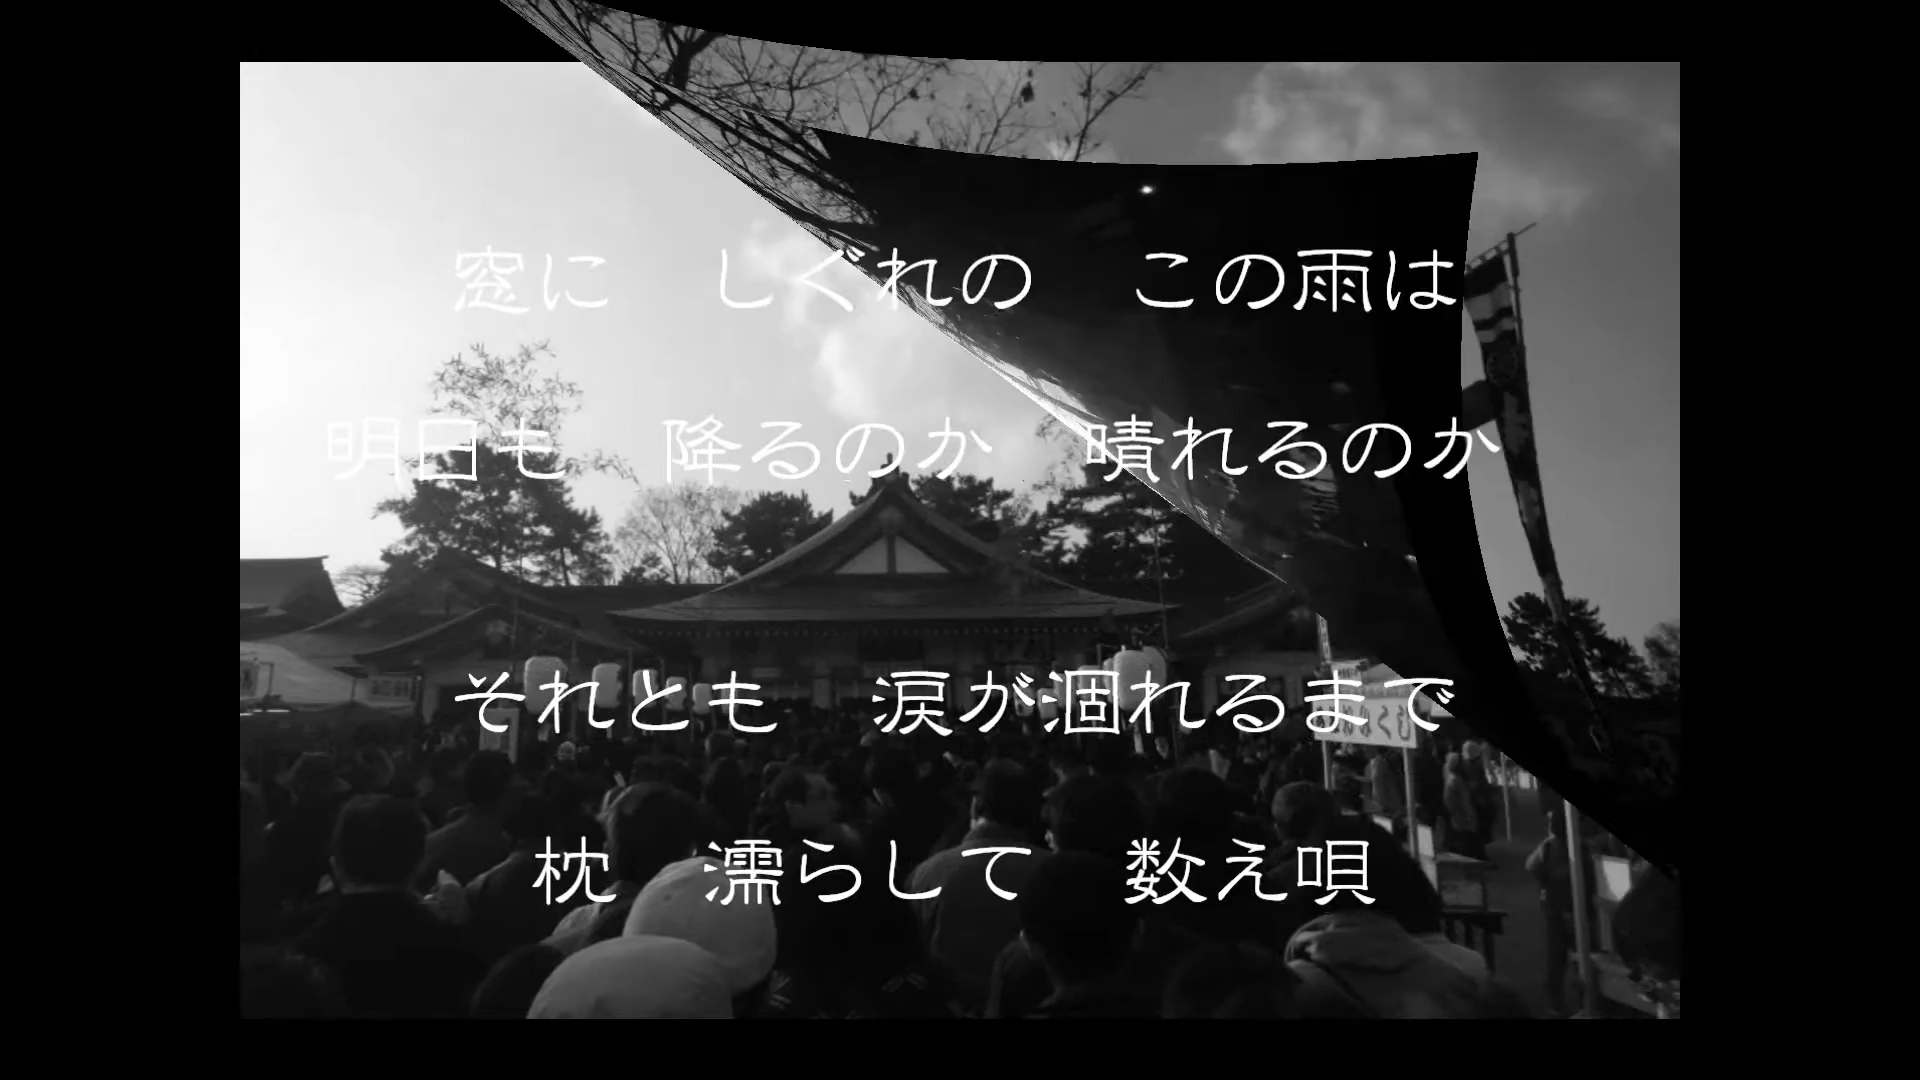 窓に　しぐれの　この雨は
明日も　降るのか　晴れるのか
それとも　涙が涸れるまで
枕　濡らして　数え唄